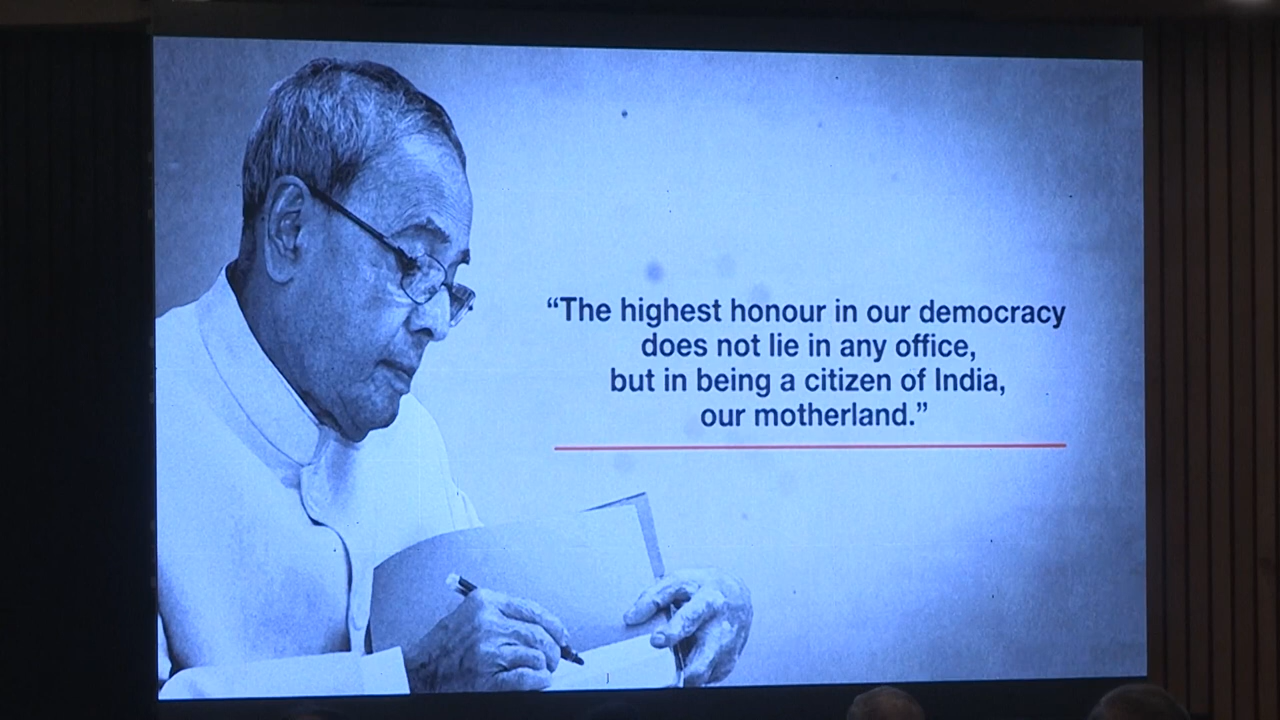 “The highest honour in our democracy
does not lie in any office,
but in being a citizen of India,
our motherland.”